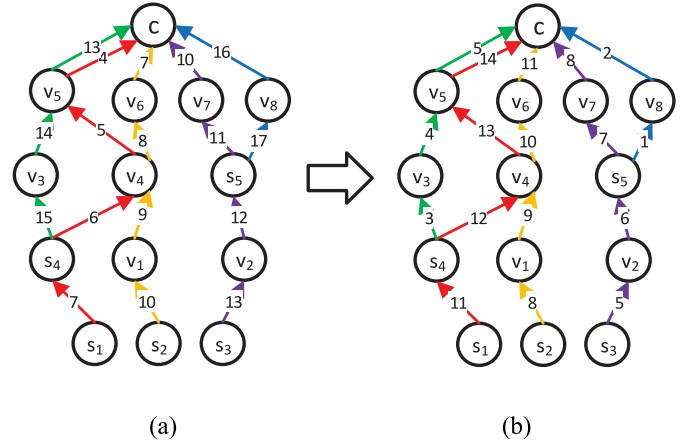 C C
13 4 7 10 16 5 14 11 8 2
v5 v6 v7 v8 v5 v6 v7 v8
14 5 8 11 17 4 13 10 7 1
v3 v4 s5 v3 v4 s5
15 6 9 12 3 12 9 6
s4 v1 v2 s4 v1 v2
7 10 13 11 8 5
s1 s2 s3 s1 s2 s3
(a) (b)